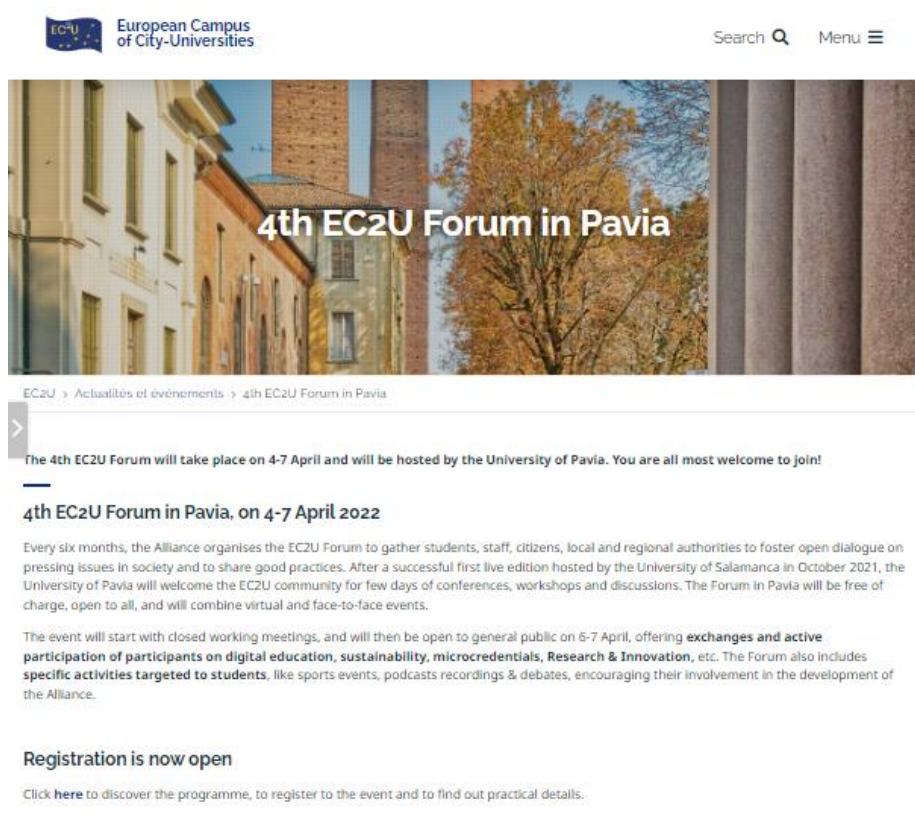 EC2U
European Campus
of City-Universities
Search
Menu
4th EC2U Forum in Pavia
EC2U > Actualités et événements > 4th EC2U Forum in Pavia
The 4th EC2U Forum will take place on 4-7 April and will be hosted by the University of Pavia. You are all most welcome to join!
4th EC2U Forum in Pavia, on 4-7 April 2022
Every six months, the Alliance organises the EC2U Forum to gather students, staff, citizens, local and regional authorities to foster open dialogue on
pressing issues in society and to share good practices. After a successful first live edition hosted by the University of Salamanca in October 2021, the
University of Pavia will welcome the EC2U community for few days of conferences, workshops and discussions. The Forum in Pavia will be free of
charge, open to all, and will combine virtual and face-to-face events.
The event will start with closed working meetings, and will then be open to general public on 6-7 April, offering exchanges and active
participation of participants on digital education, sustainability, microcredentials, Research & Innovation, etc. The Forum also includes
specific activities targeted to students, like sports events, podcasts recordings & debates, encouraging their involvement in the development of
the Alliance.
Registration is now open
Click here to discover the programme, to register to the event and to find out practical details.